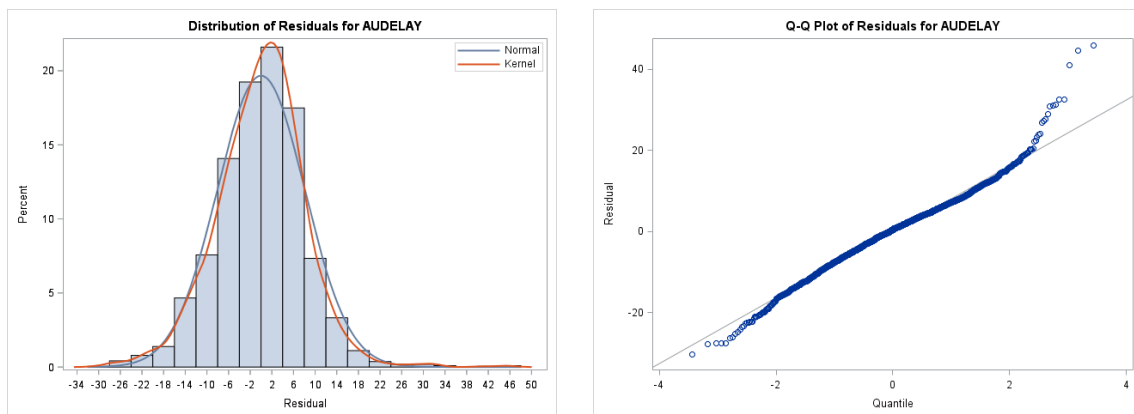 Distribution of Residuals for AUDELAY
Normal
Kernel
20
15
10
5
0
Percent
-34 -30 -26 -22 -18 -14 -10 -6 -2 2 6 10 14 18 22 26 30 34 38 42 46 50
Residual
Q-Q Plot of Residuals for AUDELAY
40
20
0
-20
Residual
-4 -2 0 2 4
Quantile